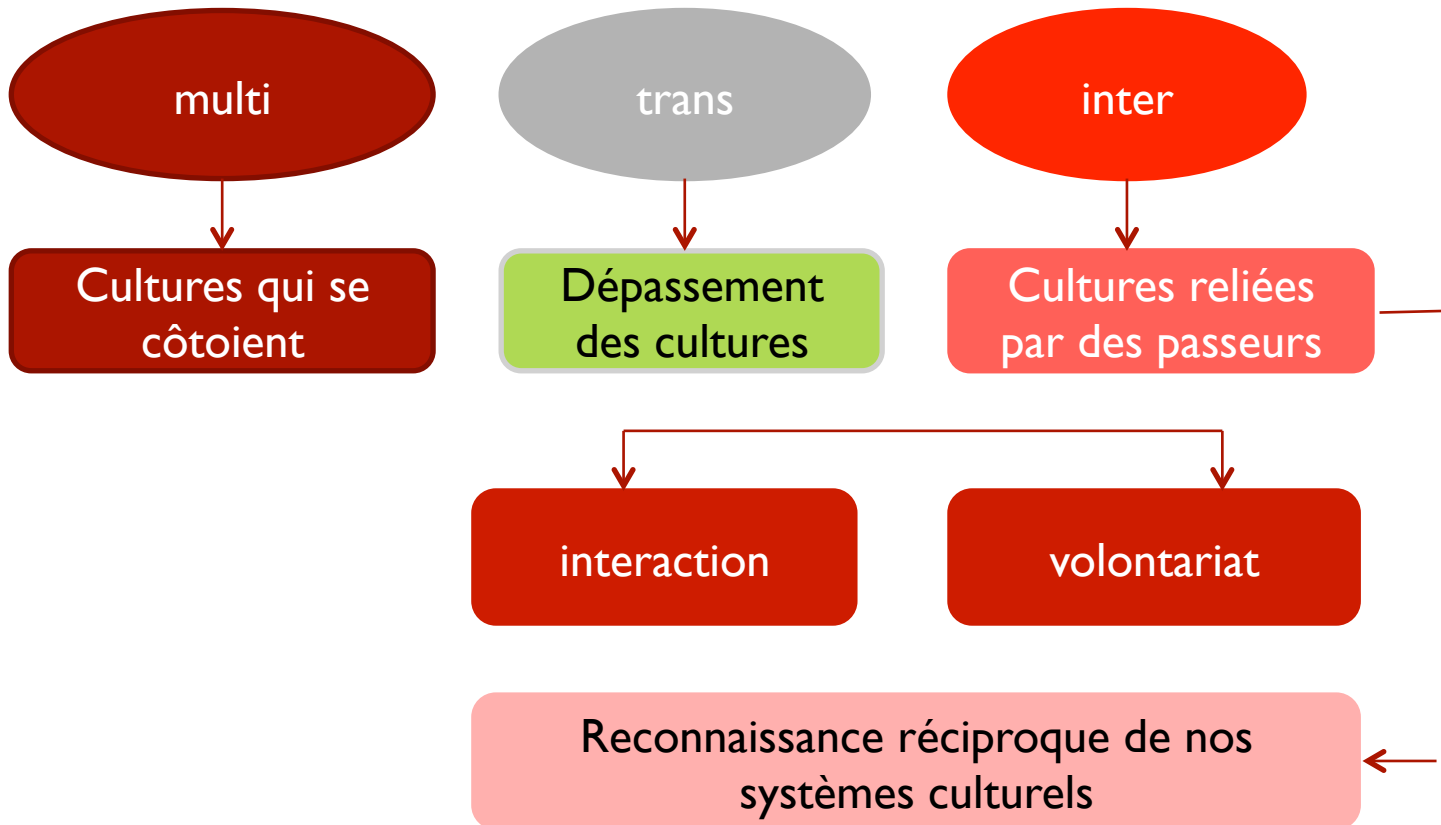 multi
trans
inter
Cultures qui se
côtoient
Dépassement
des cultures
Cultures reliées
par des passeurs
interaction
volontariat
Reconnaissance réciproque de nos
systèmes culturels